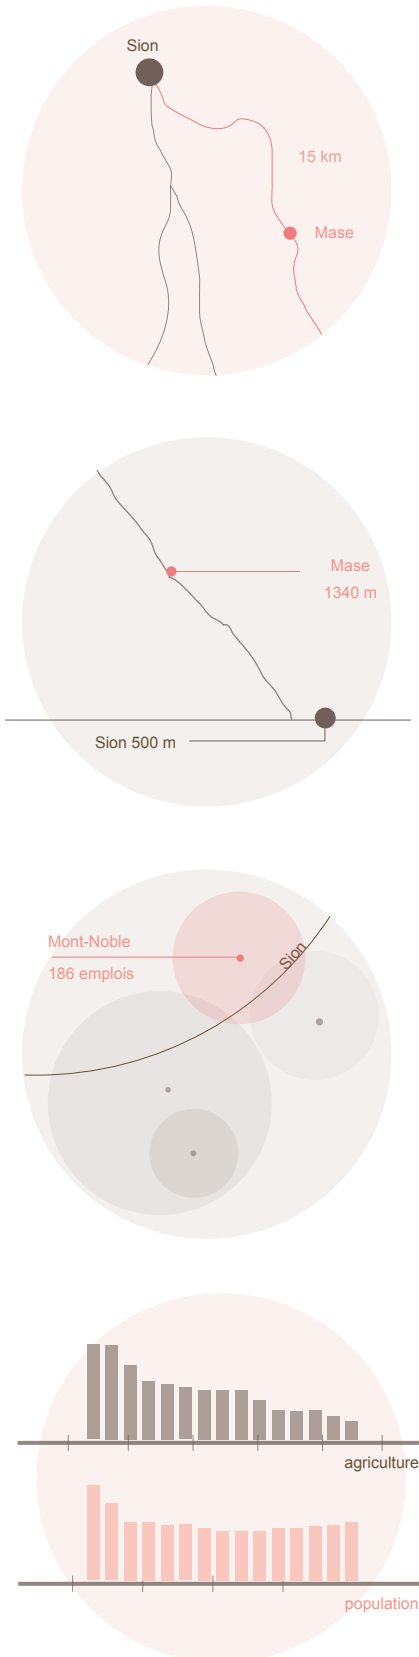 Sion
15 km
Mase
Mase
1340 m
Sion 500 m
Mont-Noble
Sion
186 emplois
agriculture
population